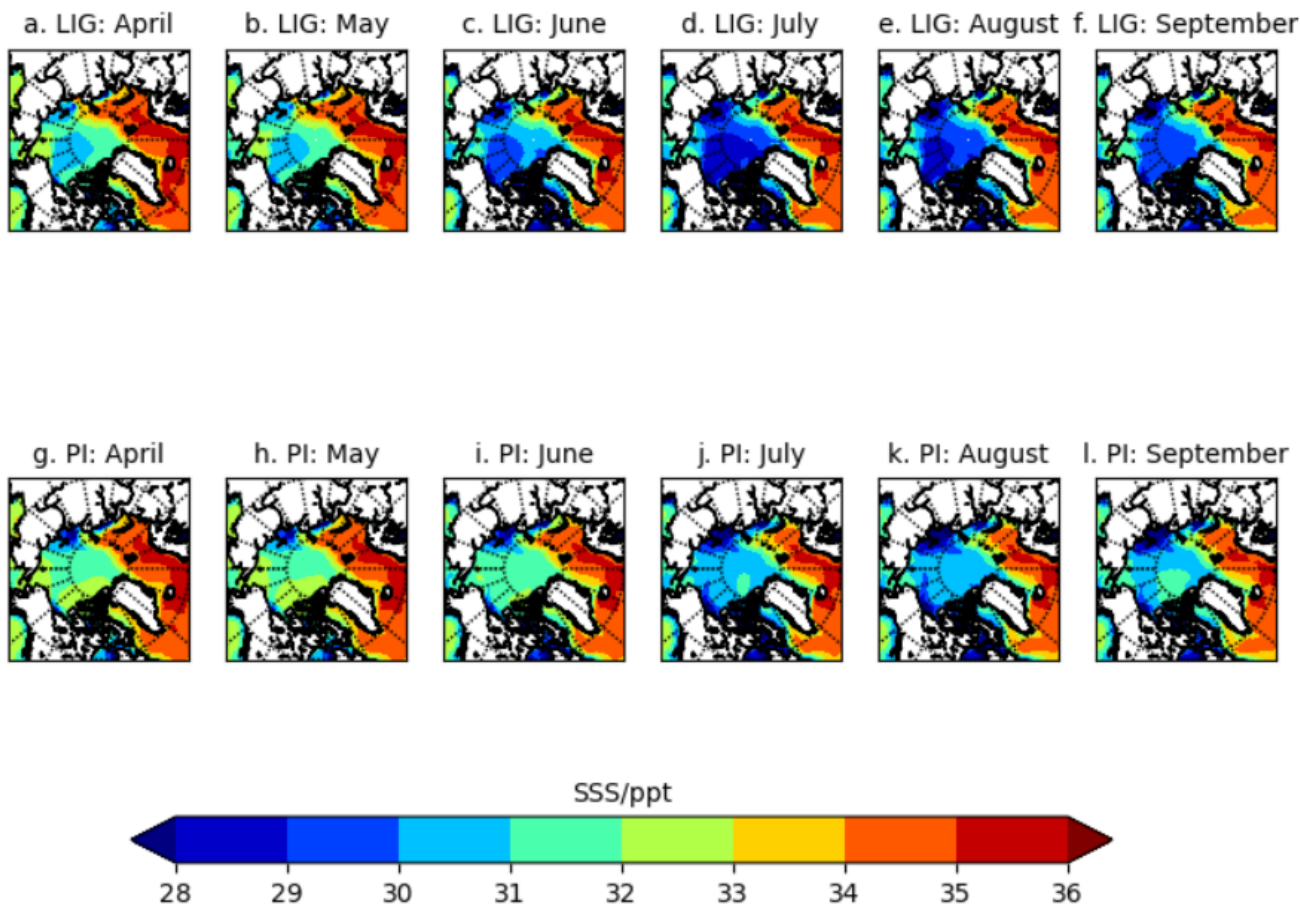 a. LIG: April b. LIG: May c. LIG: June d. LIG: July e. LIG: August f. LIG: September
g. PI: April h. PI: May i. PI: June j. PI: July k. PI: August l. PI: September
SSS/ppt
28 29 30 31 32 33 34 35 36